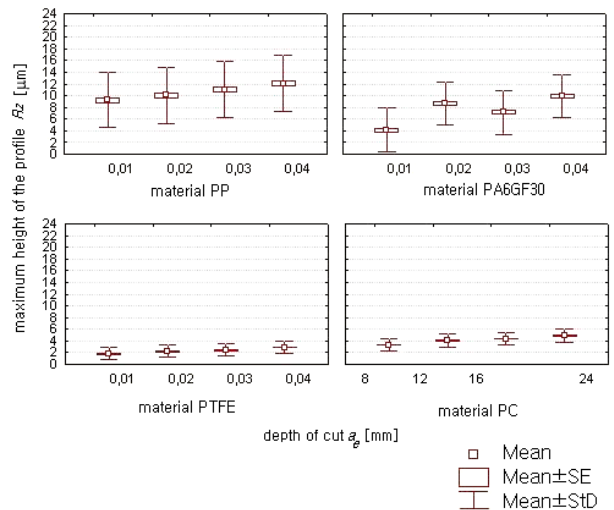 maximum height of the profile Rz [µm]
24
22
20
18
16
14
12
10
8
6
4
2
0
0,01 0,02 0,03 0,04
material PP
0,01 0,02 0,03 0,04
material PA6GF30
24
22
20
18
16
14
12
10
8
6
4
2
0
0,01 0,02 0,03 0,04
material PTFE
8 12 16 24
material PC
depth of cut ae [mm]
Mean
Mean±SE
Mean±StD